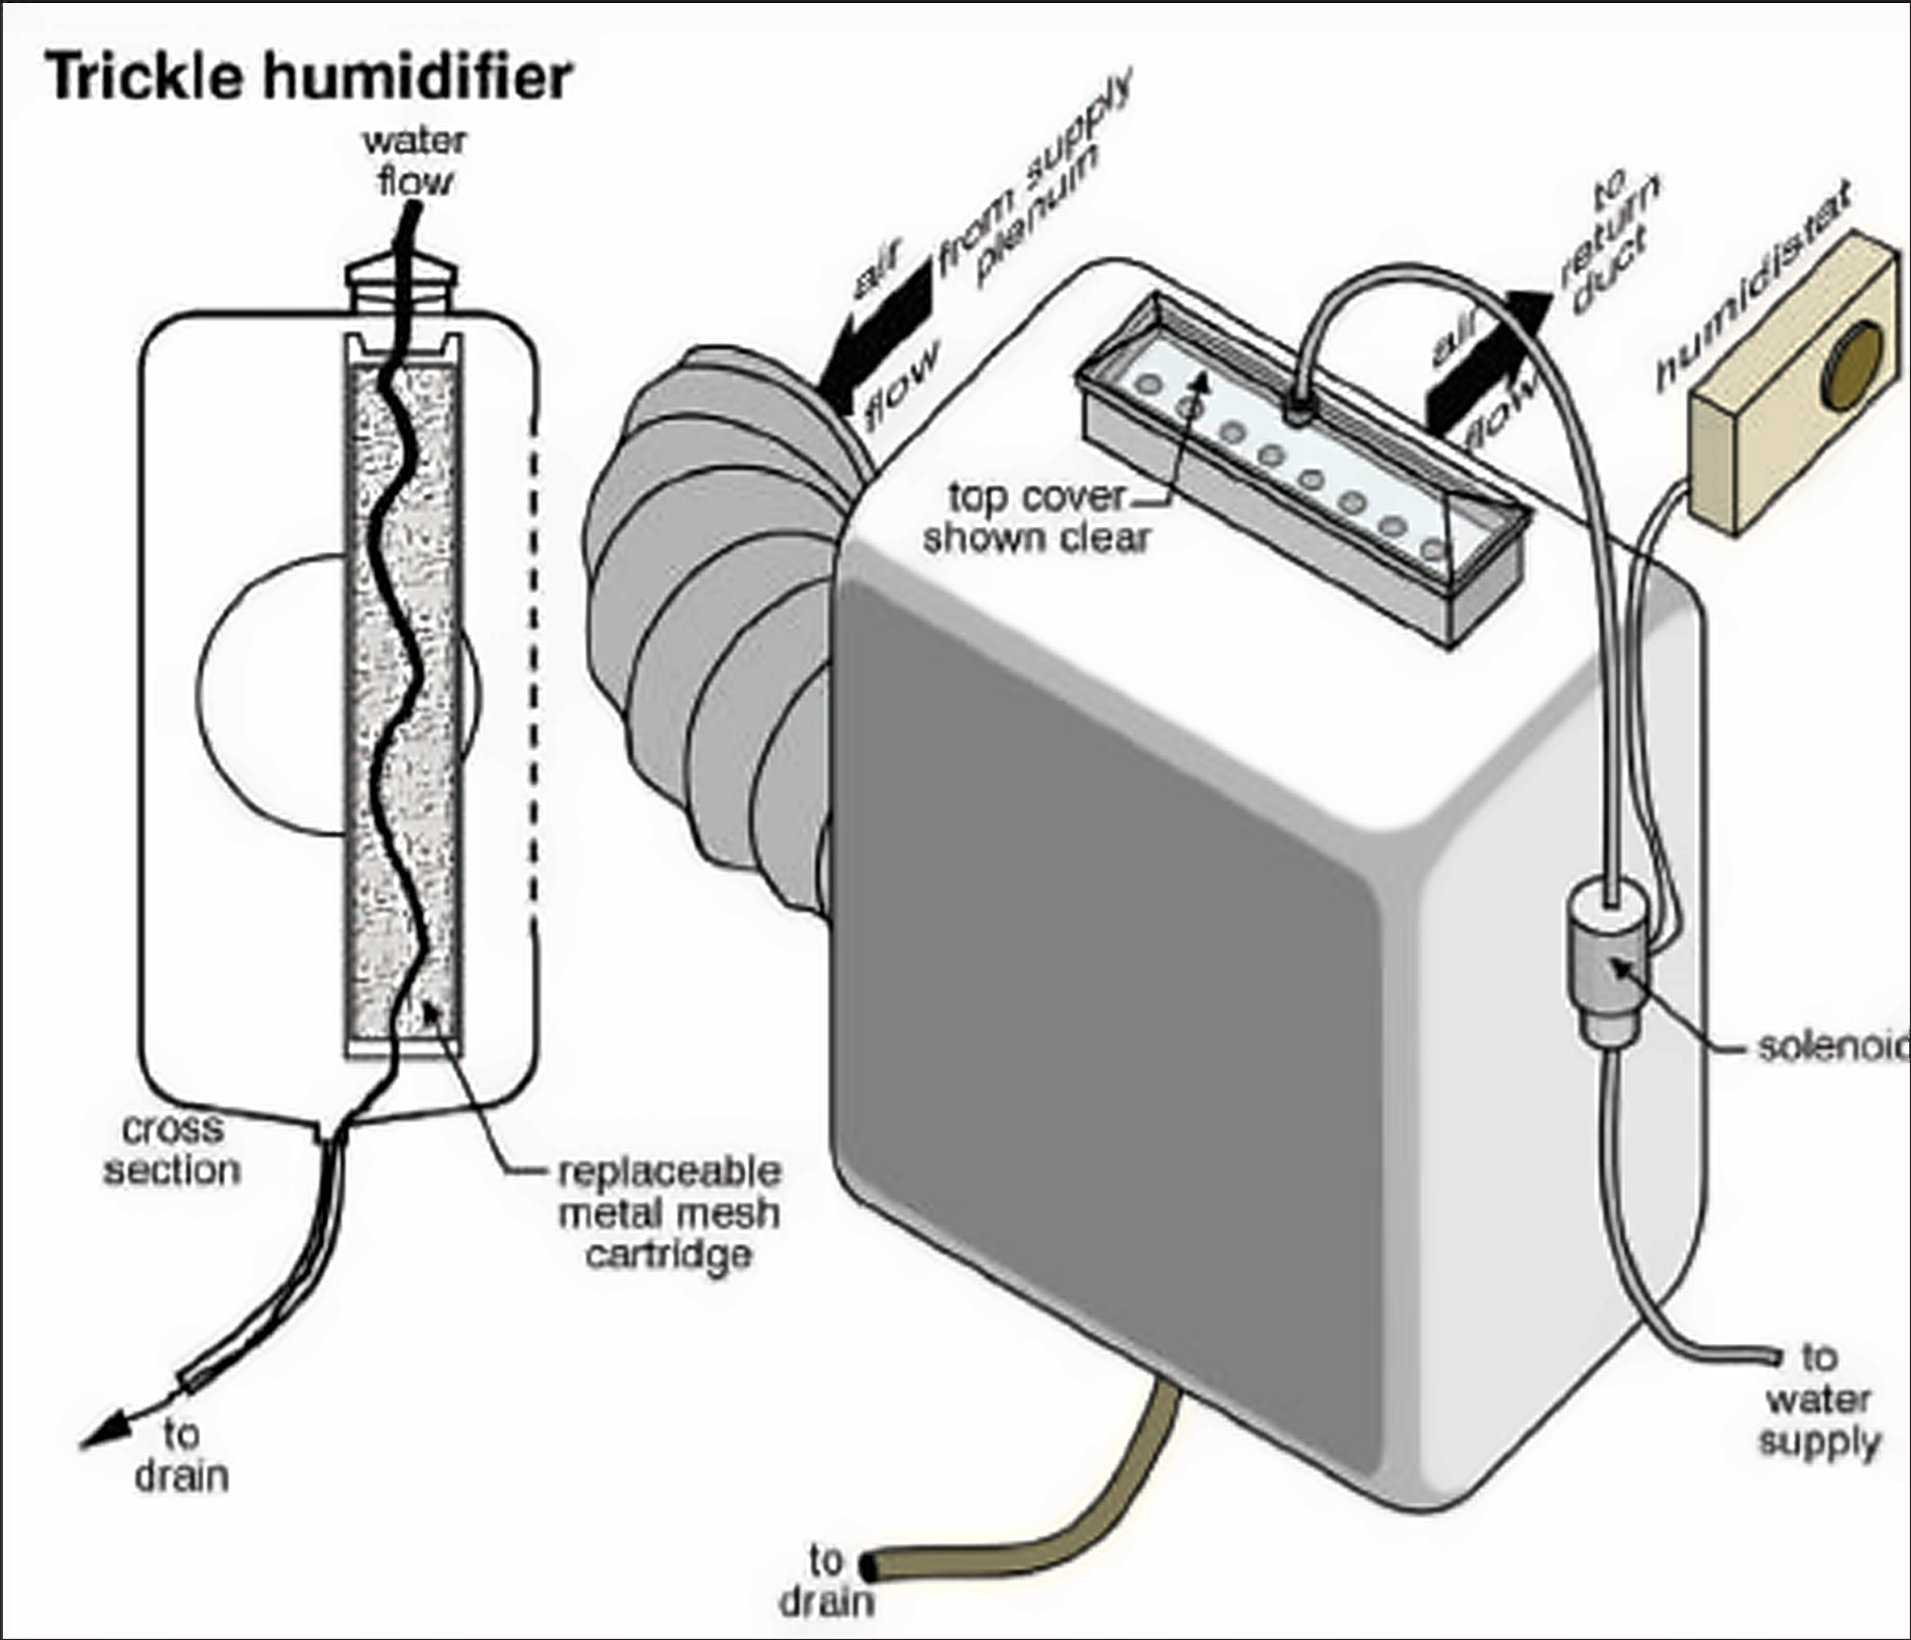 Trickle humidifier
water
flow
air
flow
from supply
plenum
air
flow
to
return
duct
humidistat
top cover
shown clear
solenoid
cross
section
replaceable
metal mesh
cartridge
to
drain
to
water
supply
to
drain